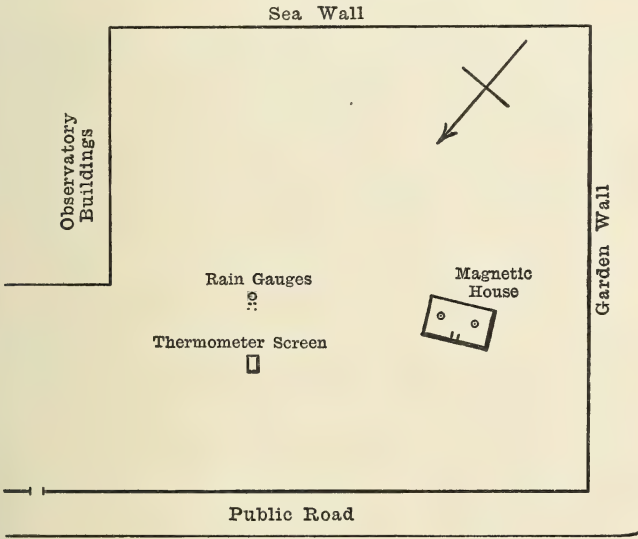 Sea Wall
Observatory
Buildings
Garden Wall
Rain Gauges
Magnetic
House
Thermometer Screen
Public Road